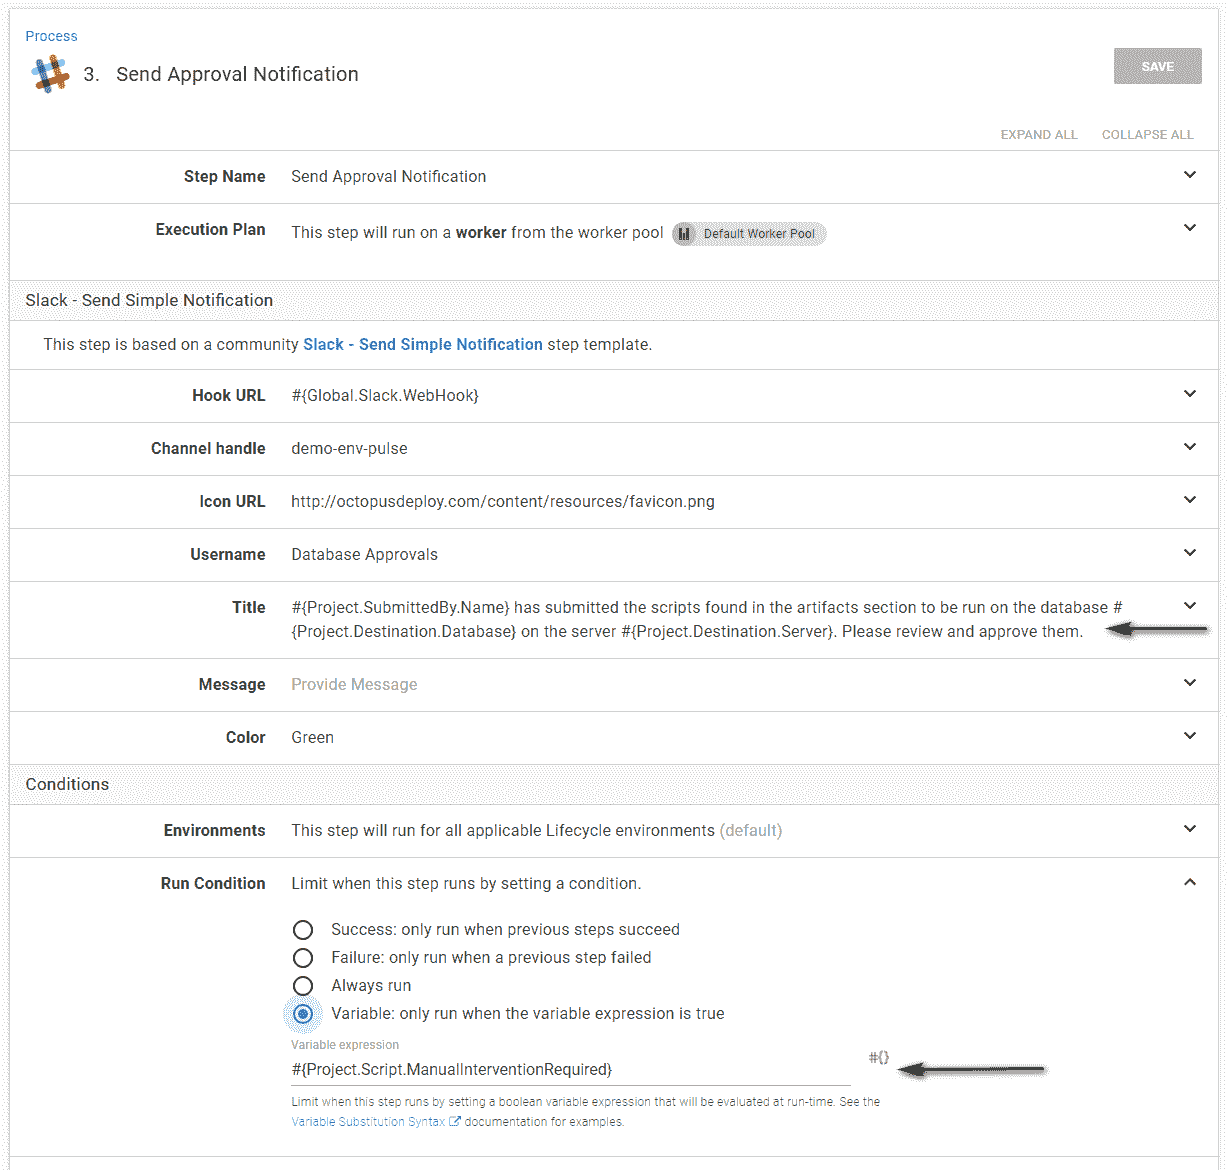 Process
3. Send Approval Notification
SAVE
EXPAND ALL COLLAPSE ALL
Step Name Send Approval Notification
Execution Plan This step will run on a worker from the worker pool Default Worker Pool
Slack - Send Simple Notification
This step is based on a community Slack - Send Simple Notification step template.
Hook URL #{Global.Slack.WebHook}
Channel handle demo-env-pulse
Icon URL http://octopusdeploy.com/content/resources/favicon.png
Username Database Approvals
Title #{Project.SubmittedBy.Name} has submitted the scripts found in the artifacts section to be run on the database #
{Project.Destination.Database} on the server #{Project.Destination.Server}. Please review and approve them.
Message Provide Message
Color Green
Conditions
Environments This step will run for all applicable Lifecycle environments (default)
Run Condition Limit when this step runs by setting a condition.
Success: only run when previous steps succeed
Failure: only run when a previous step failed
Always run
Variable: only run when the variable expression is true
Variable expression
#{Project.Script.ManualInterventionRequired}
#{}
Limit when this step runs by setting a boolean variable expression that will be evaluated at run-time. See the
Variable Substitution Syntax documentation for examples.